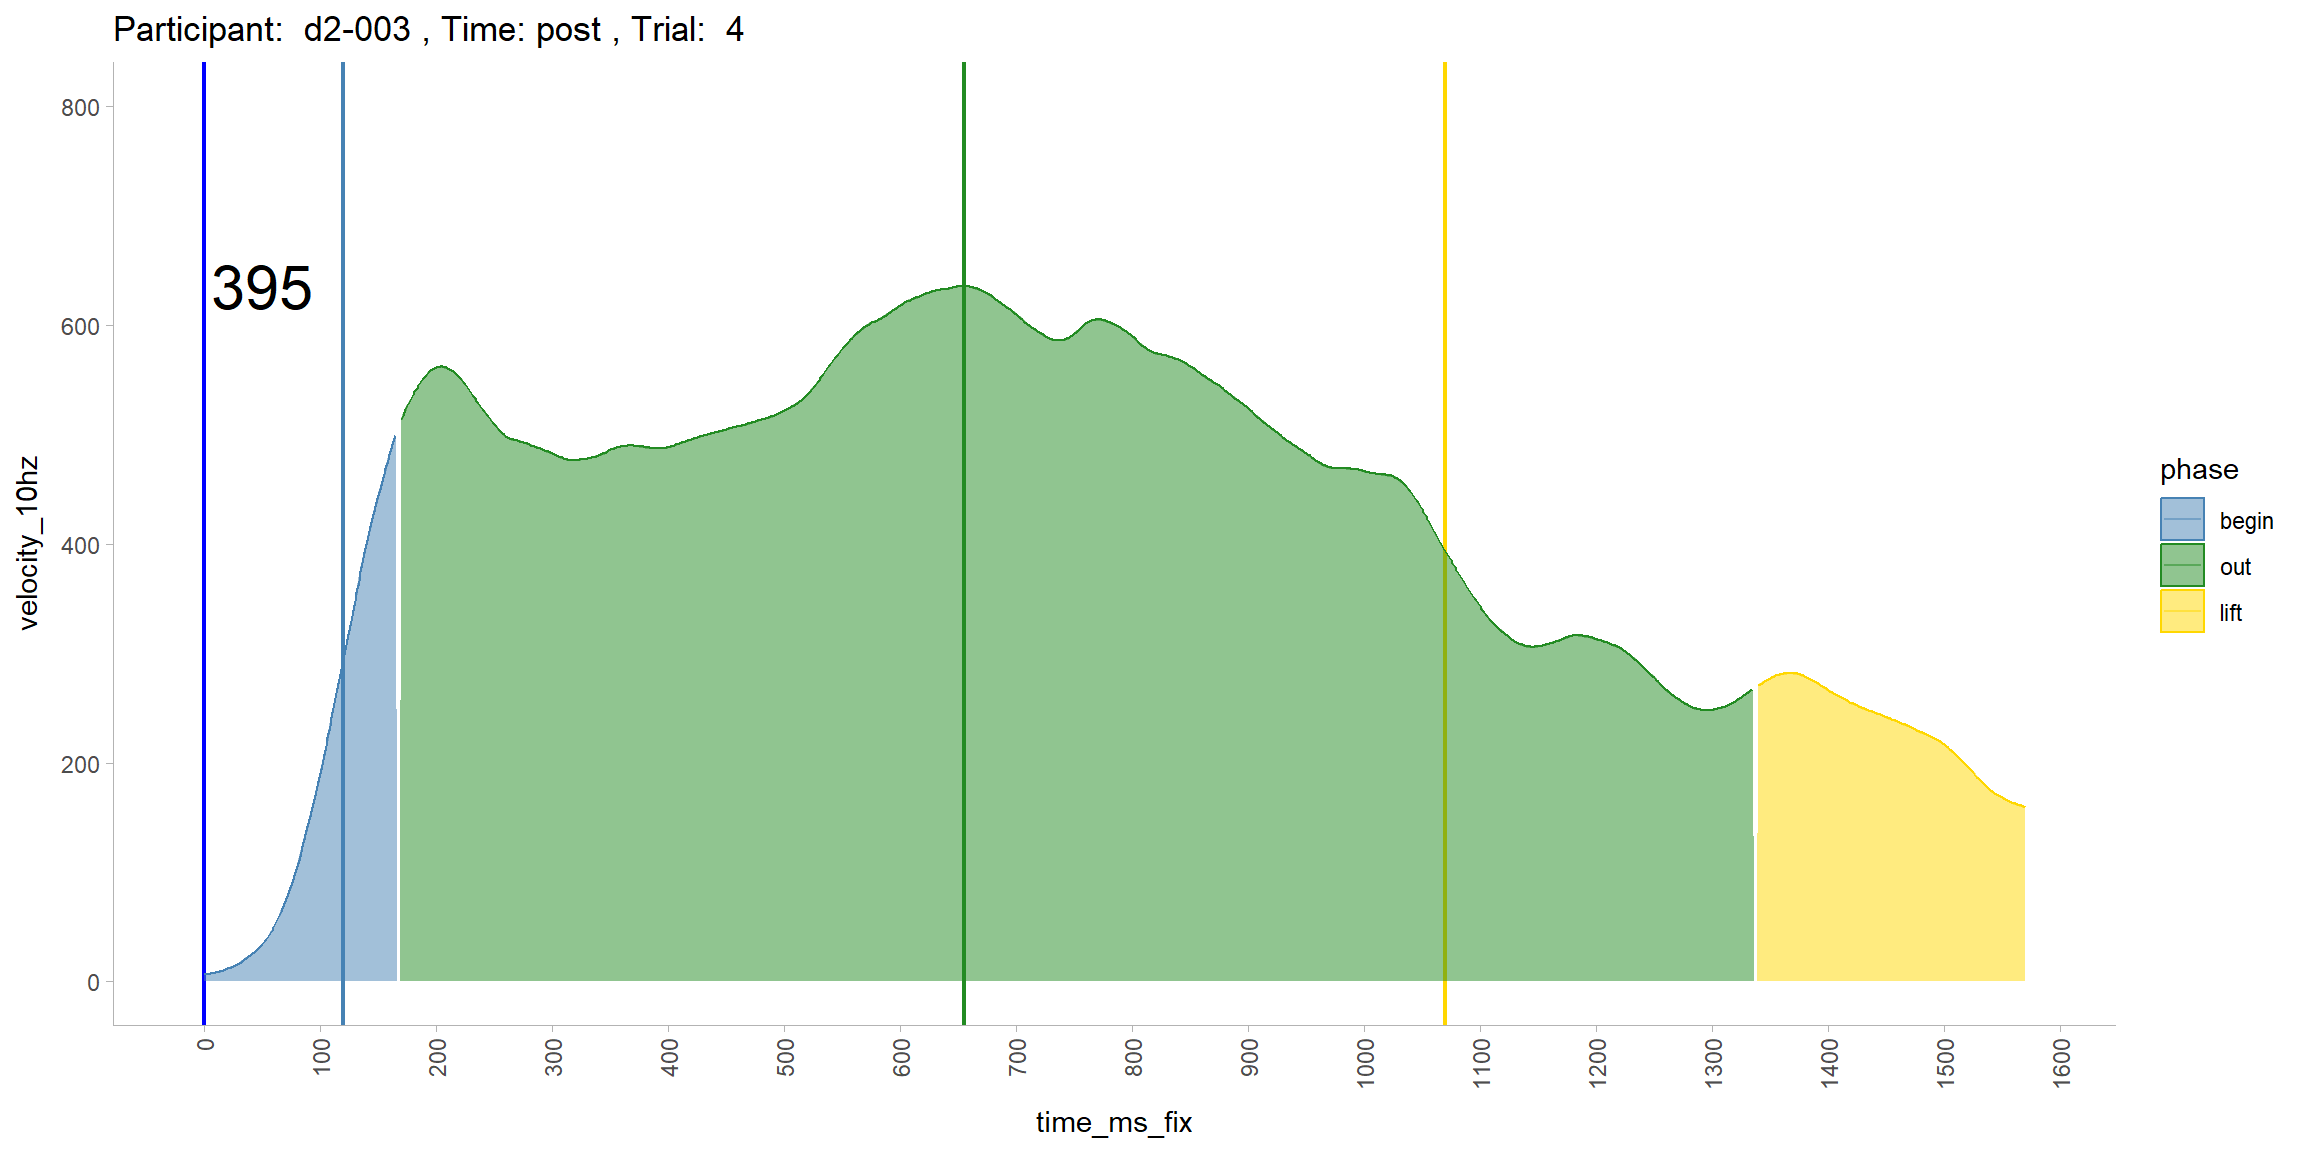 Participant:  d2-003 , Time: post , Trial:  4
800
395
600
400
200
0
velocity_10hz
0 100 200 300 400 500 600 700 800 900 1000 1100 1200 1300 1400 1500 1600
time_ms_fix
phase
begin
out
lift